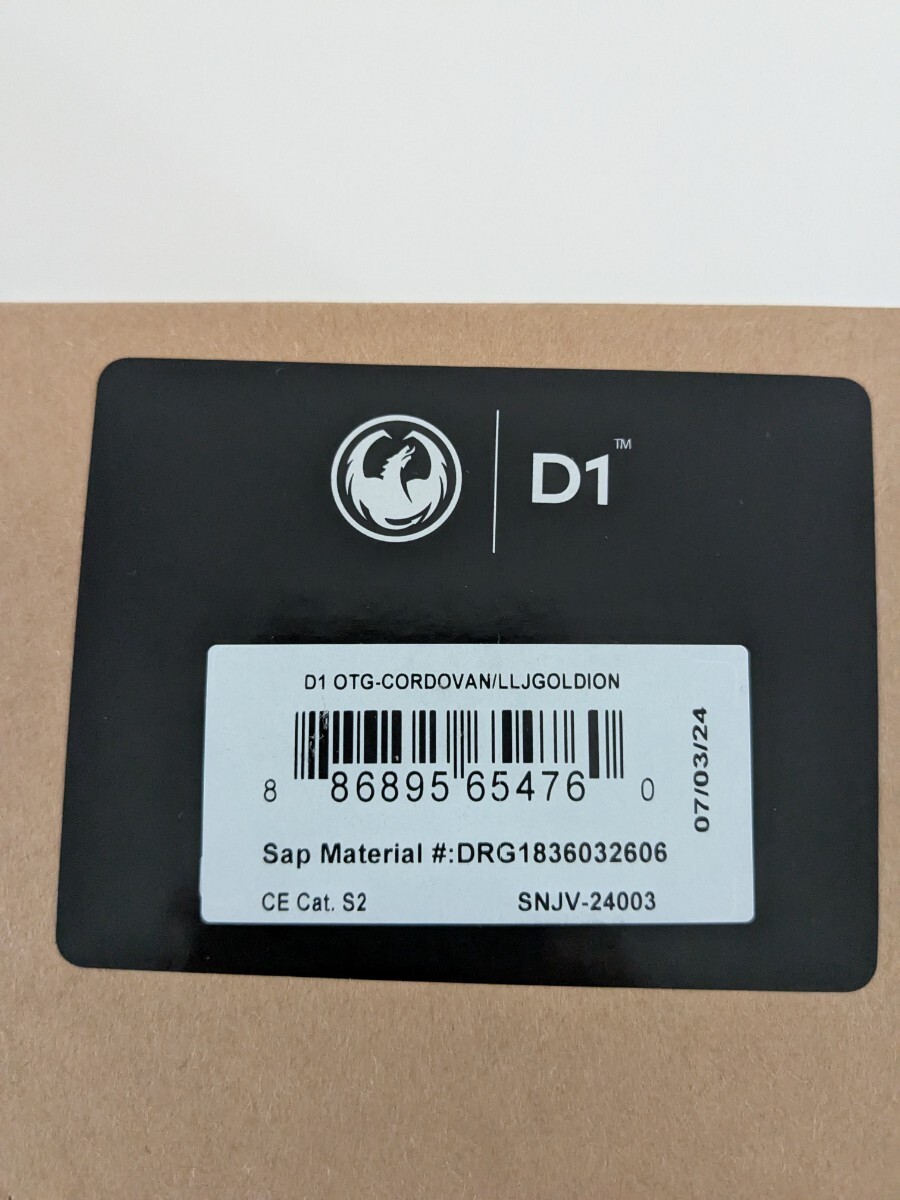 D1™
D1 OTG-CORDOVAN/LLJGOLDION
8 86895 65476 0
07/03/24
Sap Material #:DRG1836032606
CE Cat. S2
SNJV-24003